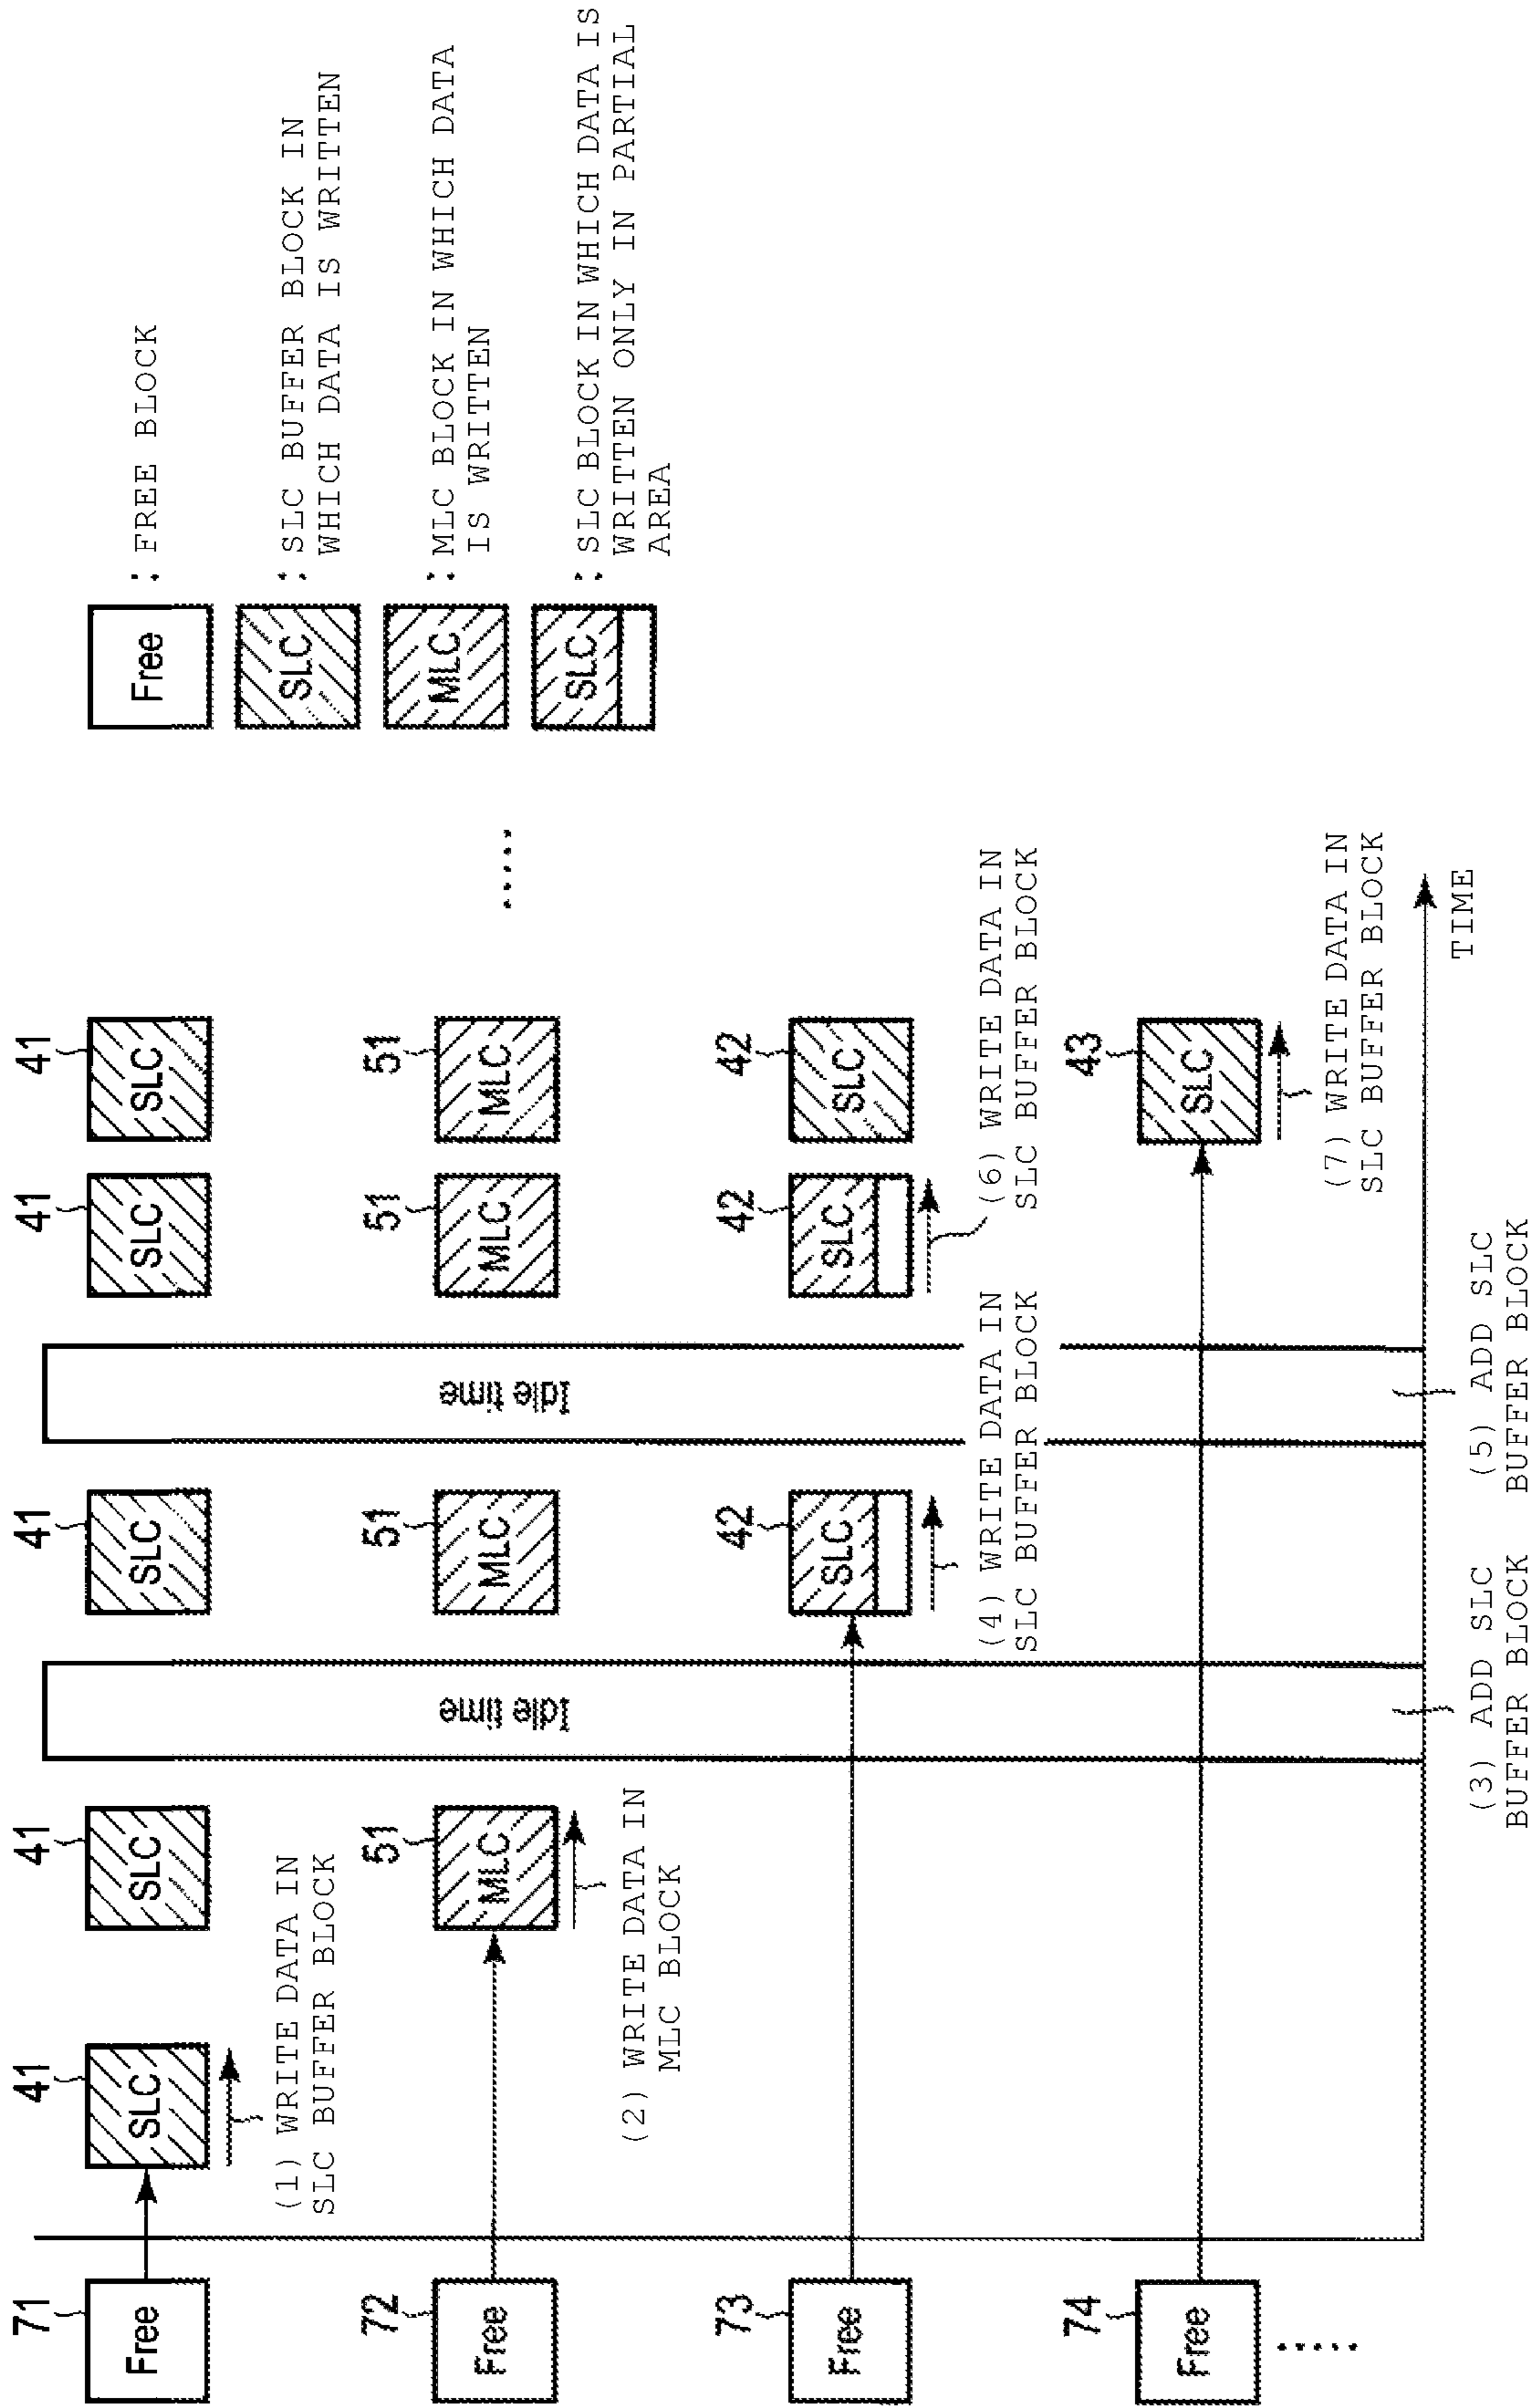 71
Free
41
SLC
41
SLC
41
SLC
41
SLC
41
SLC
(1) WRITE DATA IN
SLC BUFFER BLOCK
72
Free
51
MLC
51
MLC
51
MLC
51
MLC
.....
(2) WRITE DATA IN
MLC BLOCK
Idle time
Idle time
73
Free
42
SLC
42
SLC
42
SLC
(4) WRITE DATA IN
SLC BUFFER BLOCK
(6) WRITE DATA IN
SLC BUFFER BLOCK
74
Free
43
SLC
.....
(7) WRITE DATA IN
SLC BUFFER BLOCK
TIME
(3) ADD SLC
BUFFER BLOCK
(5) ADD SLC
BUFFER BLOCK
Free : FREE BLOCK
SLC : SLC BUFFER BLOCK IN
WHICH DATA IS WRITTEN
MLC : MLC BLOCK IN WHICH DATA
IS WRITTEN
SLC : SLC BLOCK IN WHICH DATA IS
WRITTEN ONLY IN PARTIAL
AREA